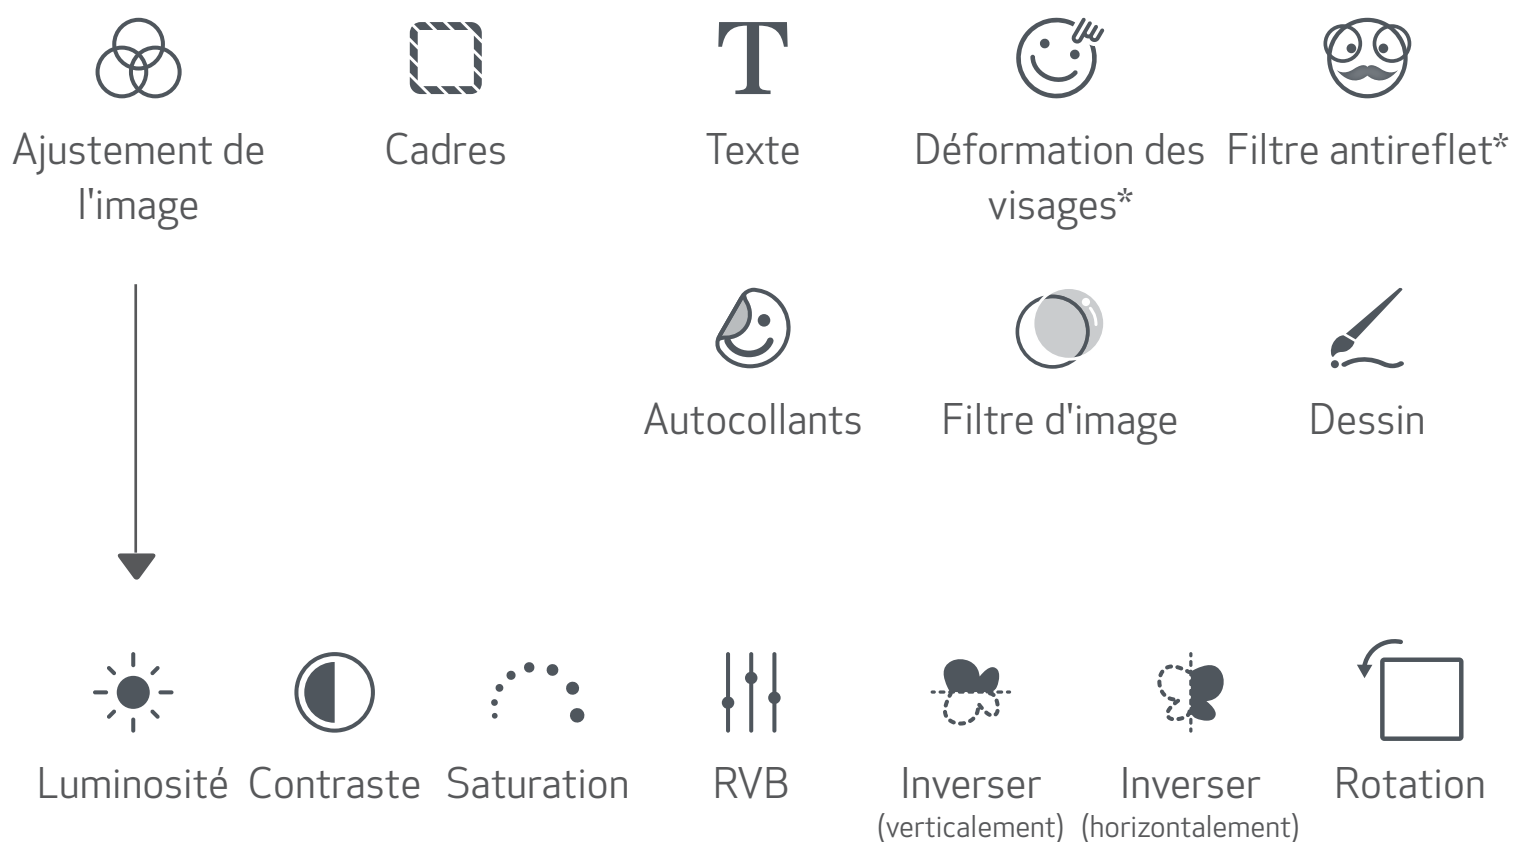 Ajustement de
l'image
Cadres
Texte
Déformation des
visages*
Filtre antireflet*
Autocollants
Filtre d'image
Dessin
Luminosité
Contraste
Saturation
RVB
Inverser
(verticalement)
Inverser
(horizontalement)
Rotation